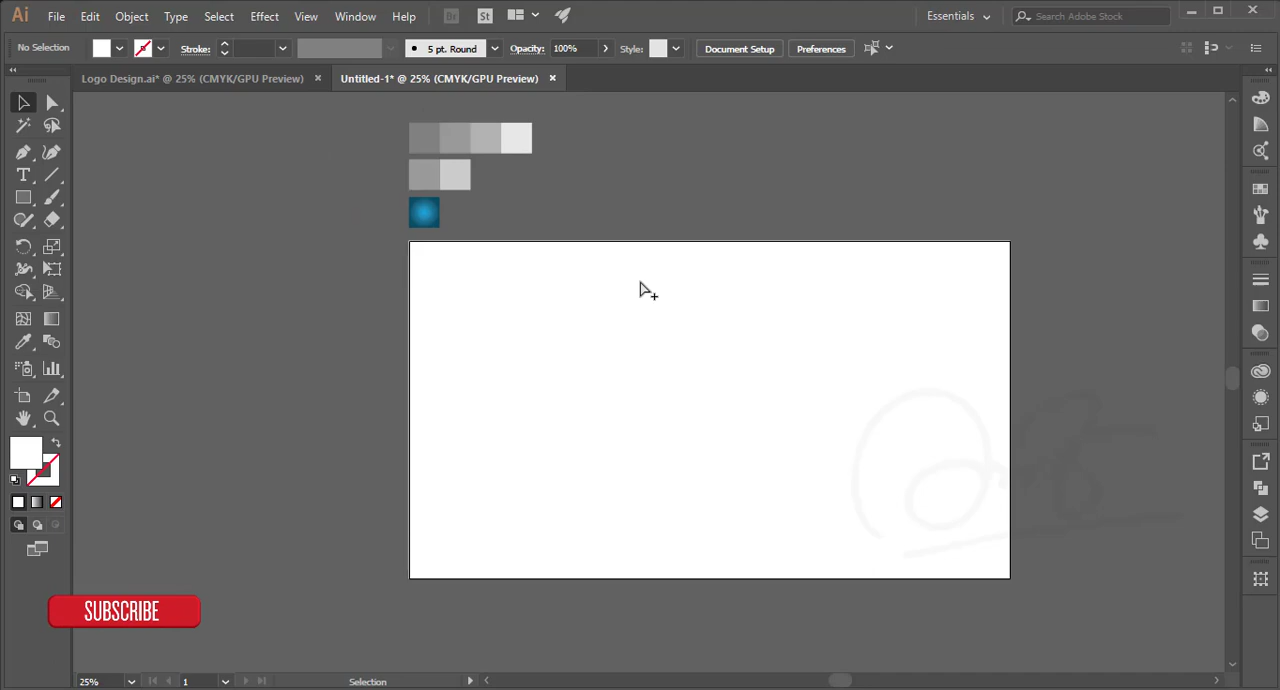 Ai File Edit Object Type Select Effect View Window Help Br St Essentials Search Adobe Stock
No Selection Stroke: 5 pt. Round Opacity: 100% Style: Document Setup Preferences
Logo Design.ai* @ 25% (CMYK/GPU Preview) Untitled-1* @ 25% (CMYK/GPU Preview)
T
SUBSCRIBE
25% 1 Selection